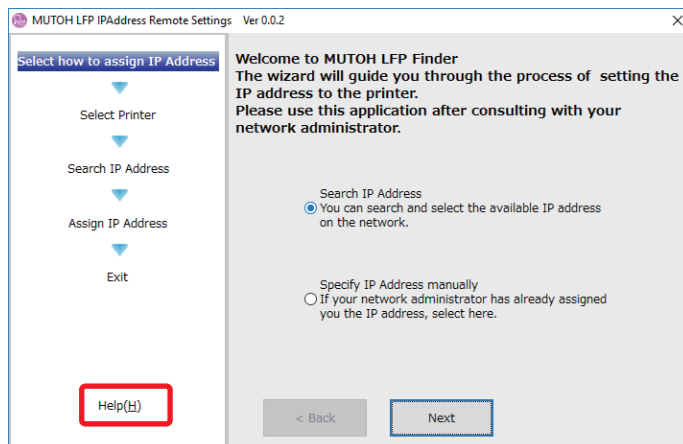 MUTOH LFP IPAddress Remote Settings   Ver 0.0.2
Select how to assign IP Address
Select Printer
Search IP Address
Assign IP Address
Exit
Help(H)
Welcome to MUTOH LFP Finder
The wizard will guide you through the process of  setting the
IP address to the printer.
Please use this application after consulting with your
network administrator.
Search IP Address
You can search and select the available IP address
on the network.
Specify IP Address manually
If your network administrator has already assigned
you the IP address, select here.
< Back
Next